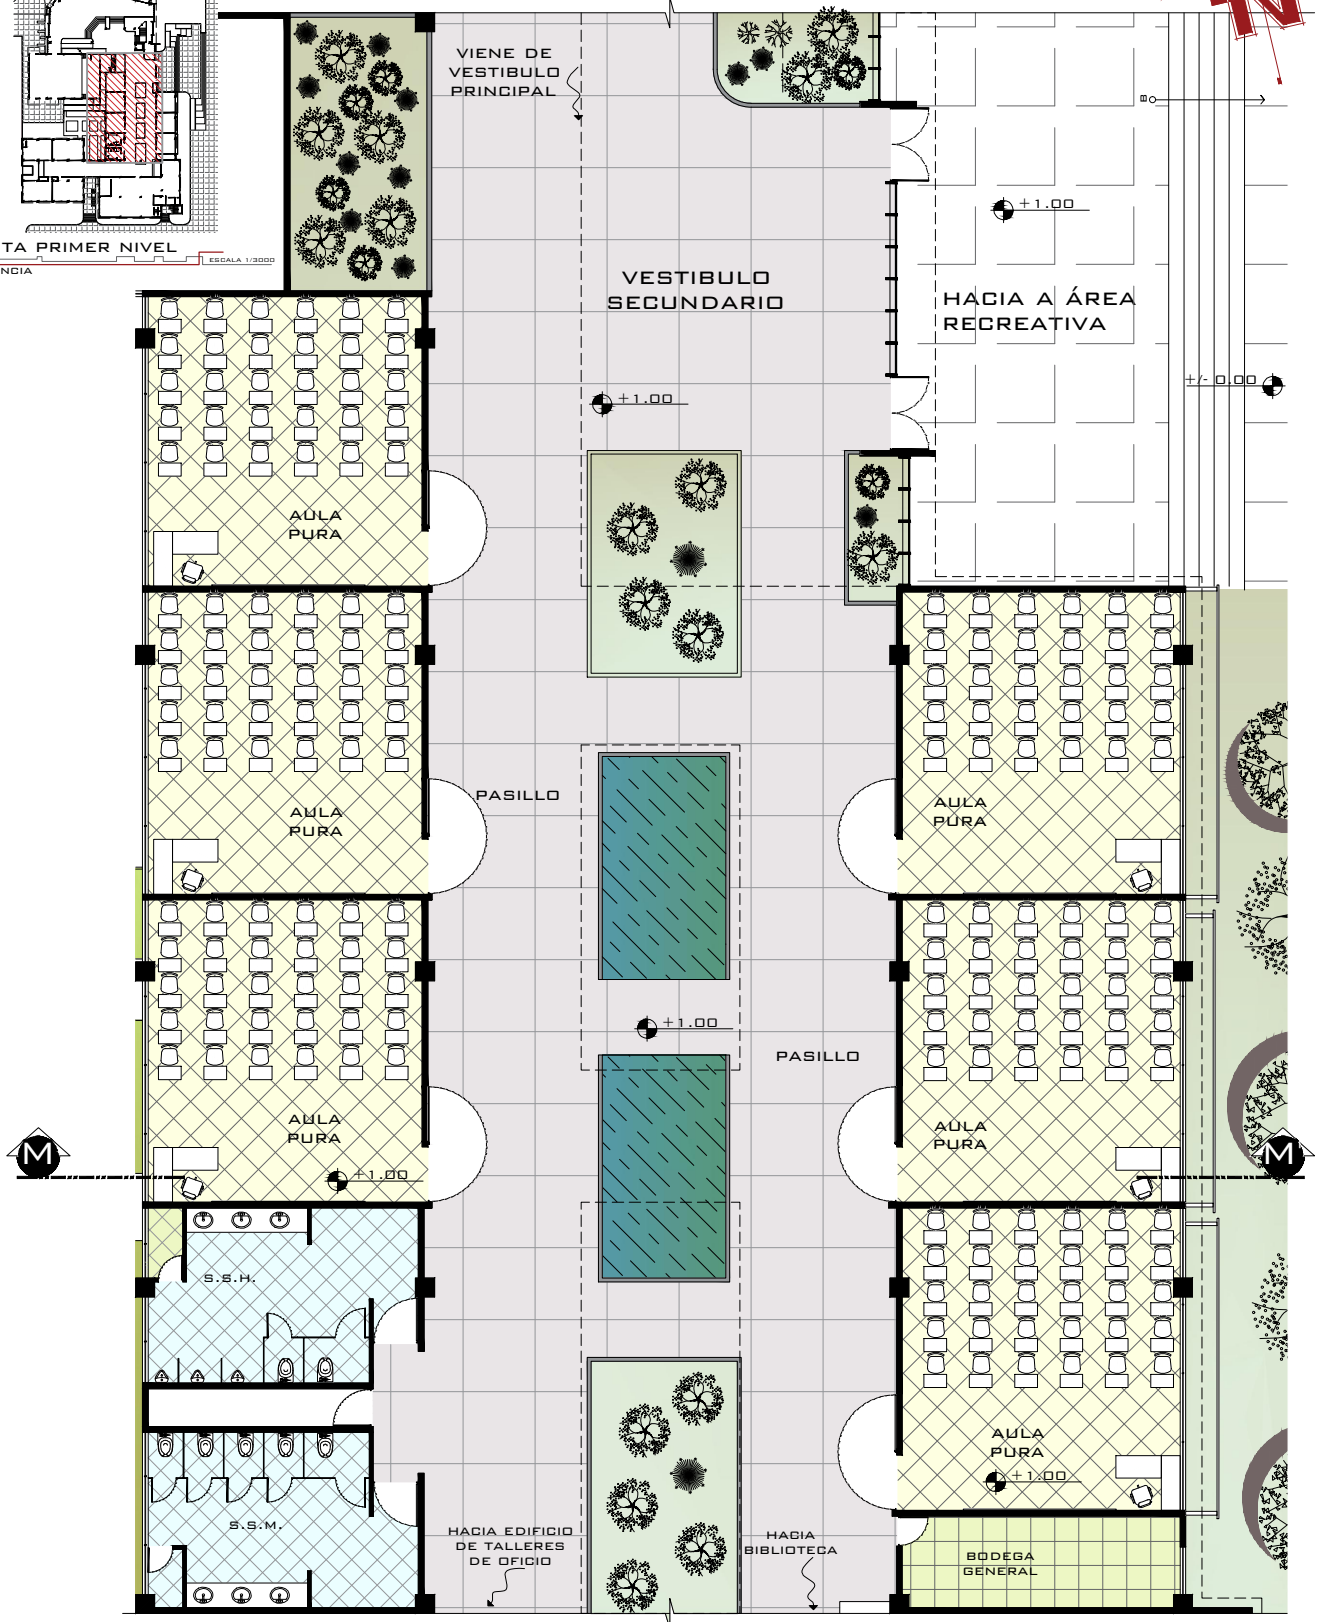 N
VIENE DE
VESTIBULO
PRINCIPAL
B
+1.00
TA PRIMER NIVEL
ESCALA 1/3000
NCIA
VESTIBULO
SECUNDARIO
HACIA A ÁREA
RECREATIVA
+/- 0.00
+1.00
AULA
PURA
PASILLO
AULA
PURA
AULA
PURA
+1.00
PASILLO
AULA
PURA
AULA
PURA
M
M
+1.00
S.S.H.
AULA
PURA
+1.00
S.S.M.
HACIA EDIFICIO
DE TALLERES
DE OFICIO
HACIA
BIBLIOTECA
BODEGA
GENERAL